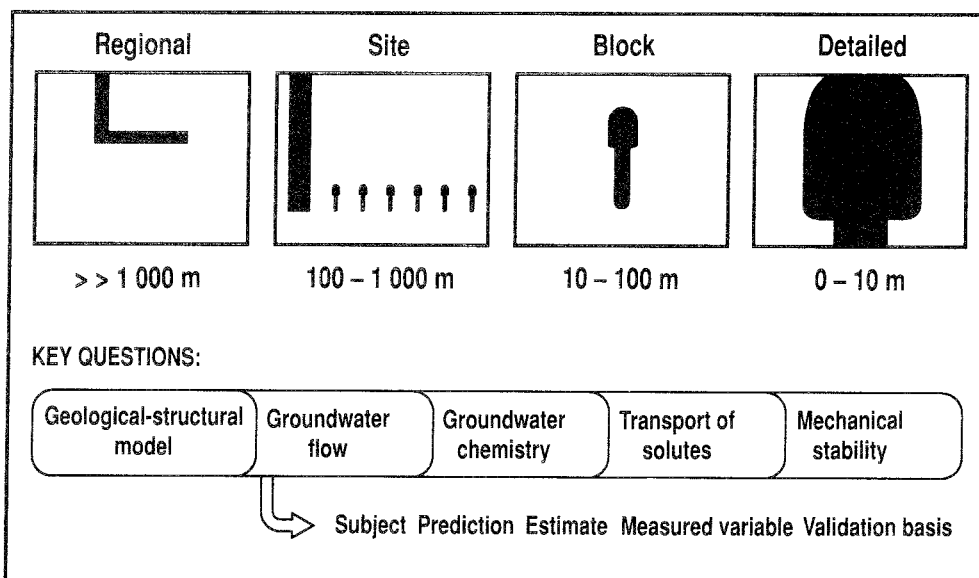 Regional Site Block Detailed
> > 1 000 m 100 – 1 000 m 10 – 100 m 0 – 10 m
KEY QUESTIONS:
Geological-structural model
Groundwater flow
Groundwater chemistry
Transport of solutes
Mechanical stability
Subject Prediction Estimate Measured variable Validation basis